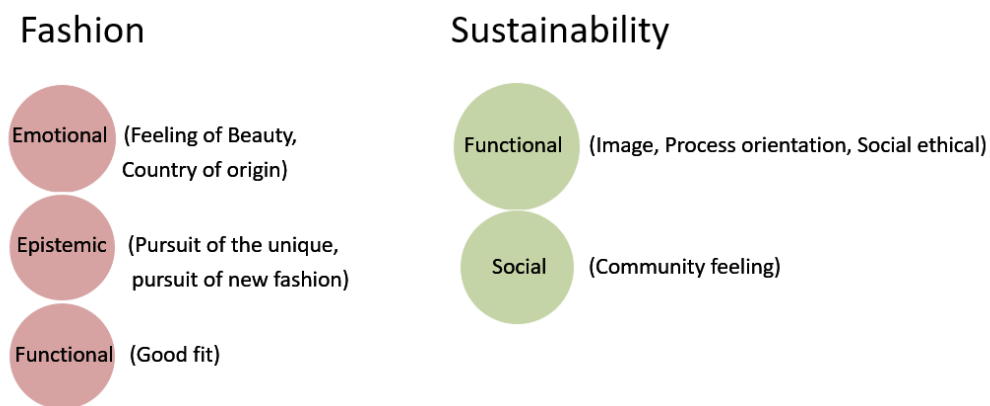 Fashion
Emotional (Feeling of Beauty,
Country of origin)
Epistemic (Pursuit of the unique,
pursuit of new fashion)
Functional (Good fit)
Sustainability
Functional (Image, Process orientation, Social ethical)
Social (Community feeling)